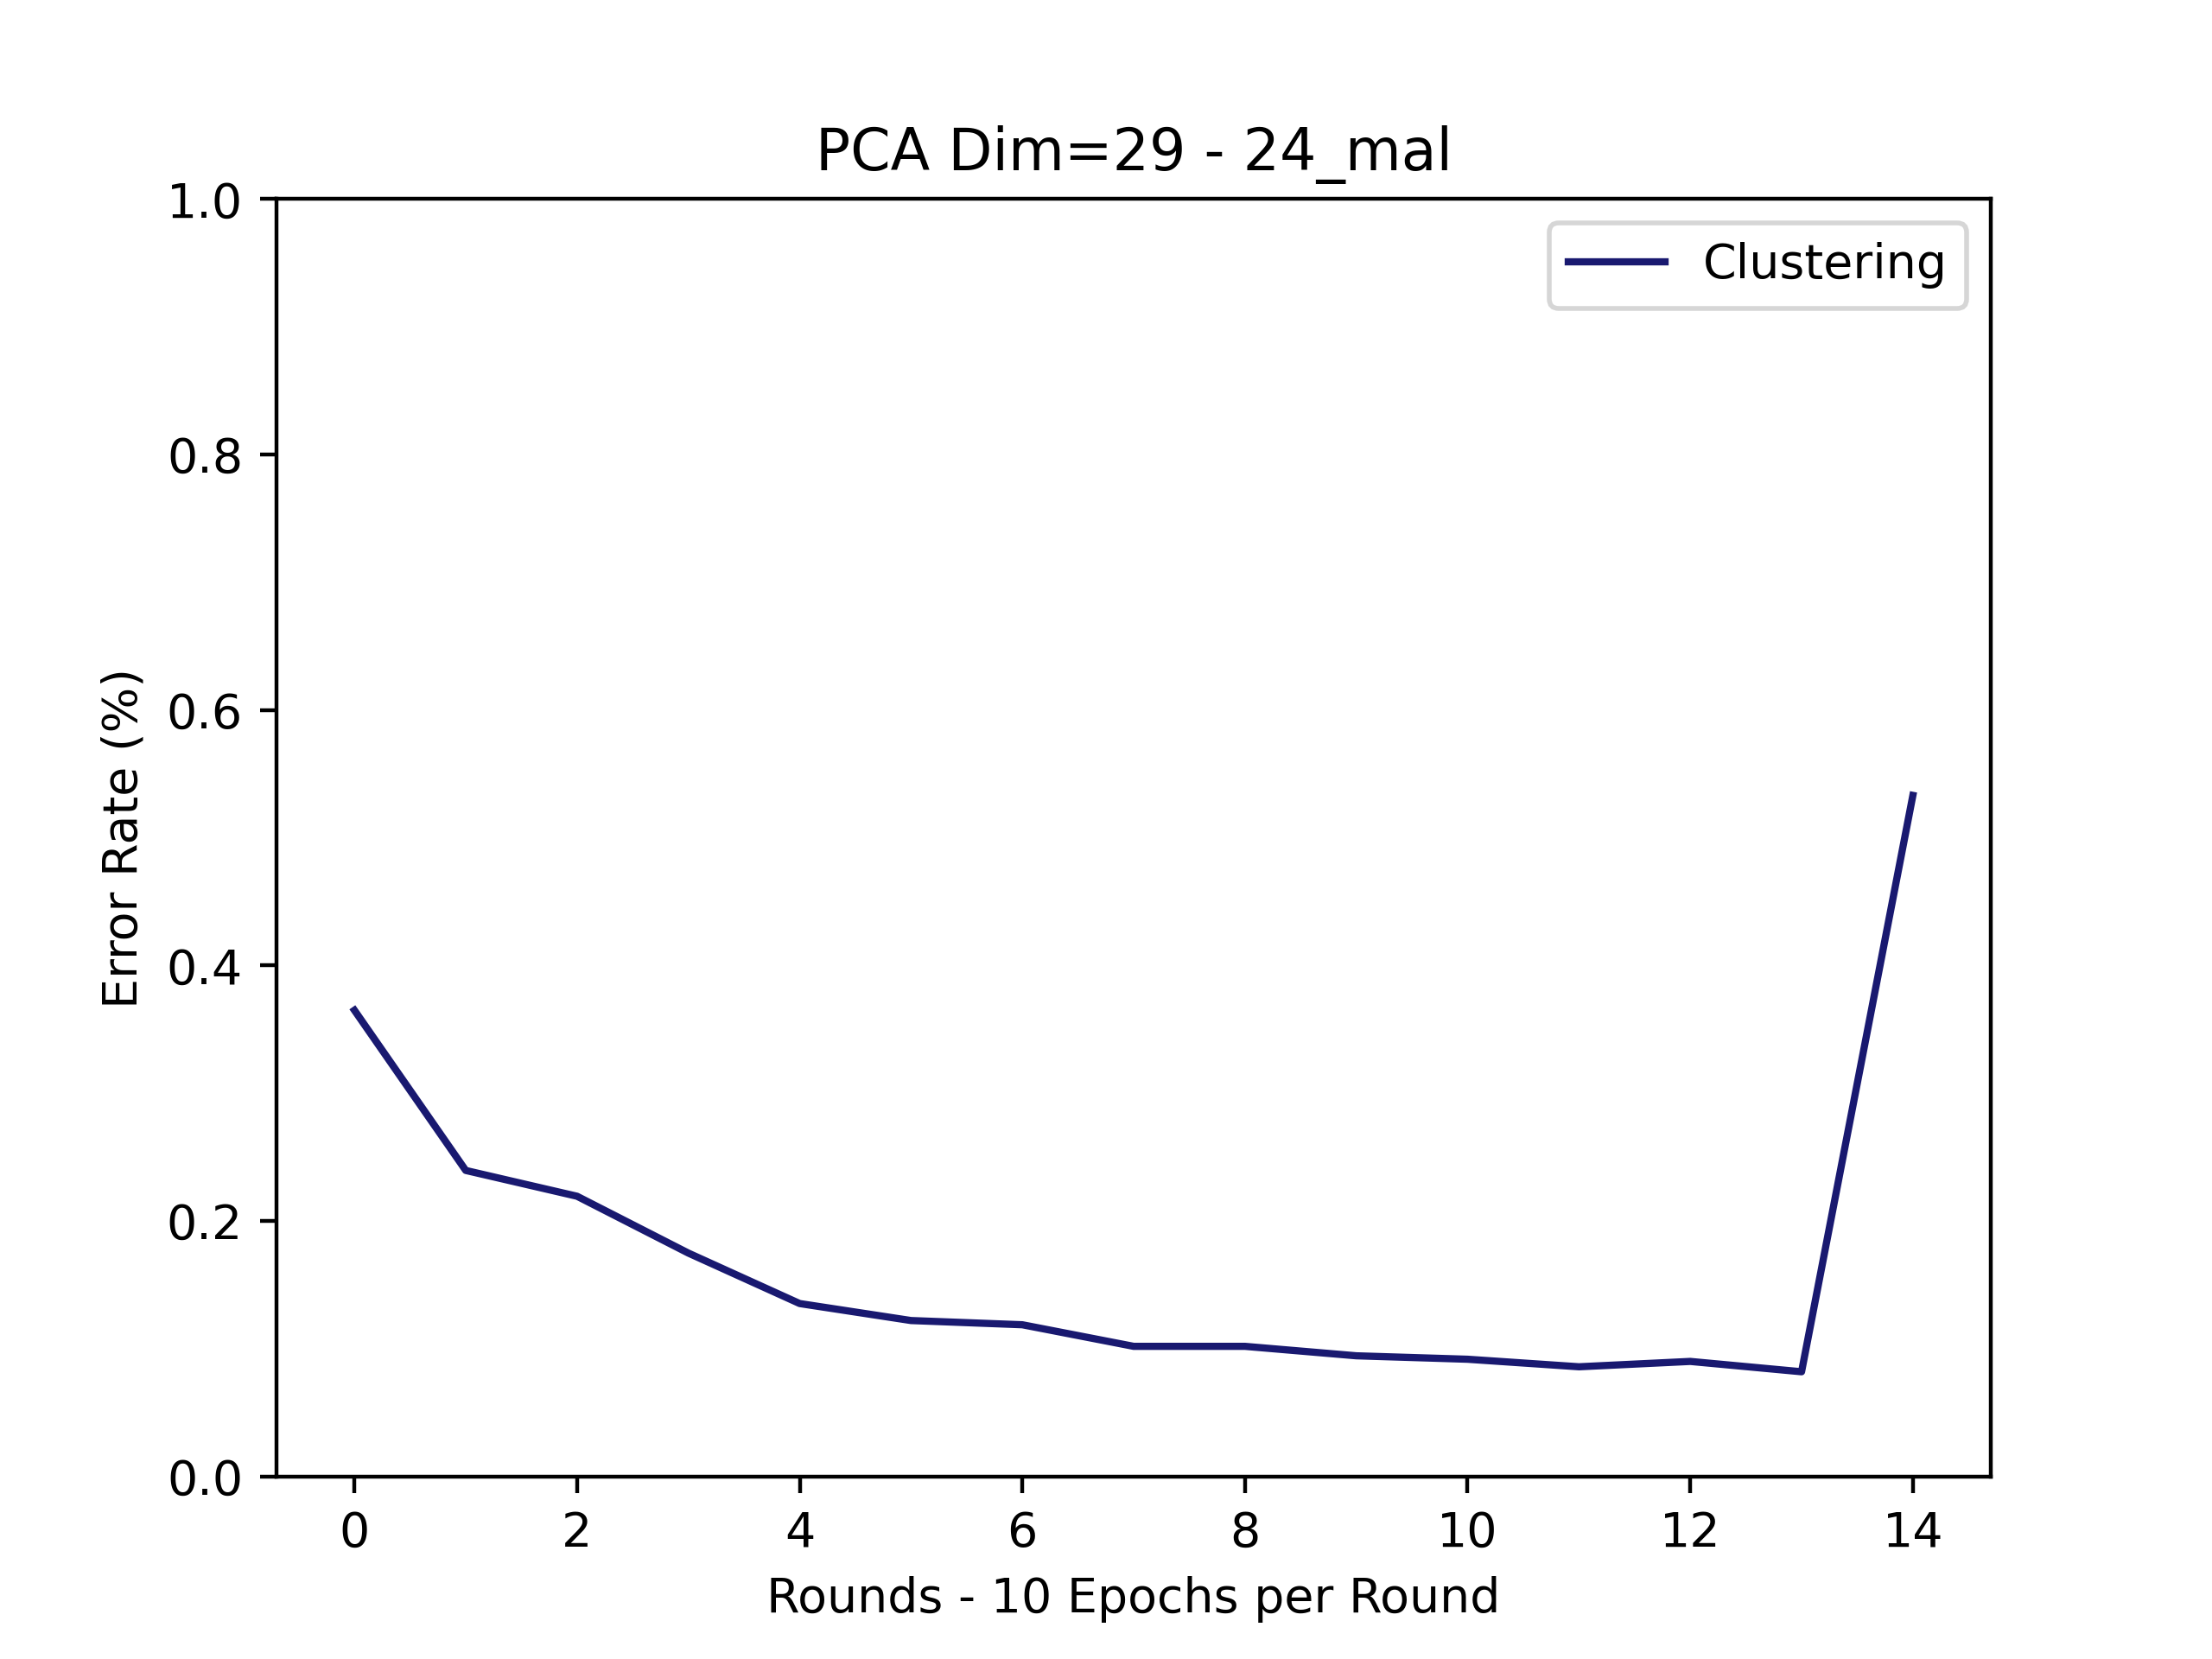 PCA Dim=29 - 24_mal
Clustering
Error Rate (%)
1.0
0.8
0.6
0.4
0.2
0.0
0 2 4 6 8 10 12 14
Rounds - 10 Epochs per Round